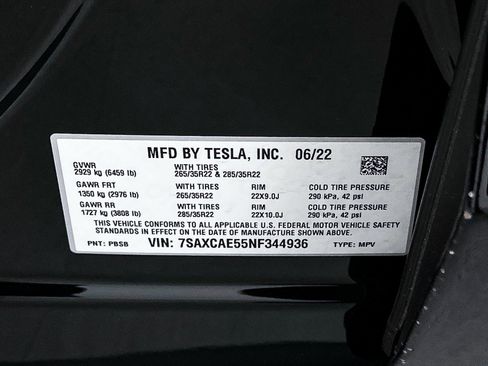 MFD BY TESLA, INC. 06/22
GVWR WITH TIRES
2929 kg (6459 lb) 265/35R22 & 285/35R22
GAWR FRT WITH TIRES RIM COLD TIRE PRESSURE
1350 kg (2976 lb) 265/35R22 22X9.0J 290 kPa, 42 psi
GAWR RR WITH TIRES RIM COLD TIRE PRESSURE
1727 kg (3808 lb) 285/35R22 22X10.0J 290 kPa, 42 psi
THIS VEHICLE CONFORMS TO ALL APPLICABLE U.S. FEDERAL MOTOR VEHICLE SAFETY
STANDARDS IN EFFECT ON THE DATE OF MANUFACTURE SHOWN ABOVE.
PNT: PBSB VIN: 7SAXCAE55NF344936 TYPE: MPV